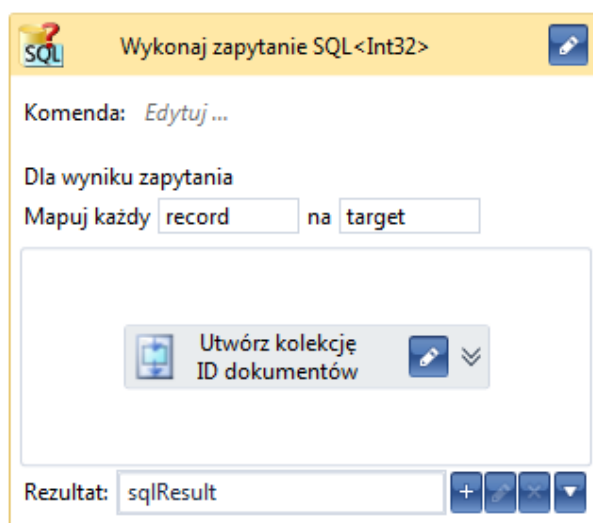 SQL Wykonaj zapytanie SQL<Int32>
Komenda: Edytuj ...
Dla wyniku zapytania
Mapuj każdy record na target
Utwórz kolekcję
ID dokumentów
Rezultat: sqlResult